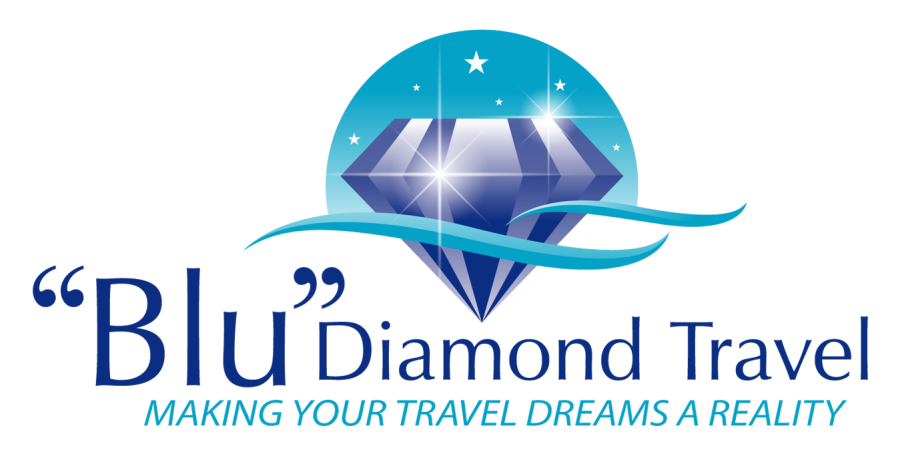 “Blu” Diamond Travel
MAKING YOUR TRAVEL DREAMS A REALITY